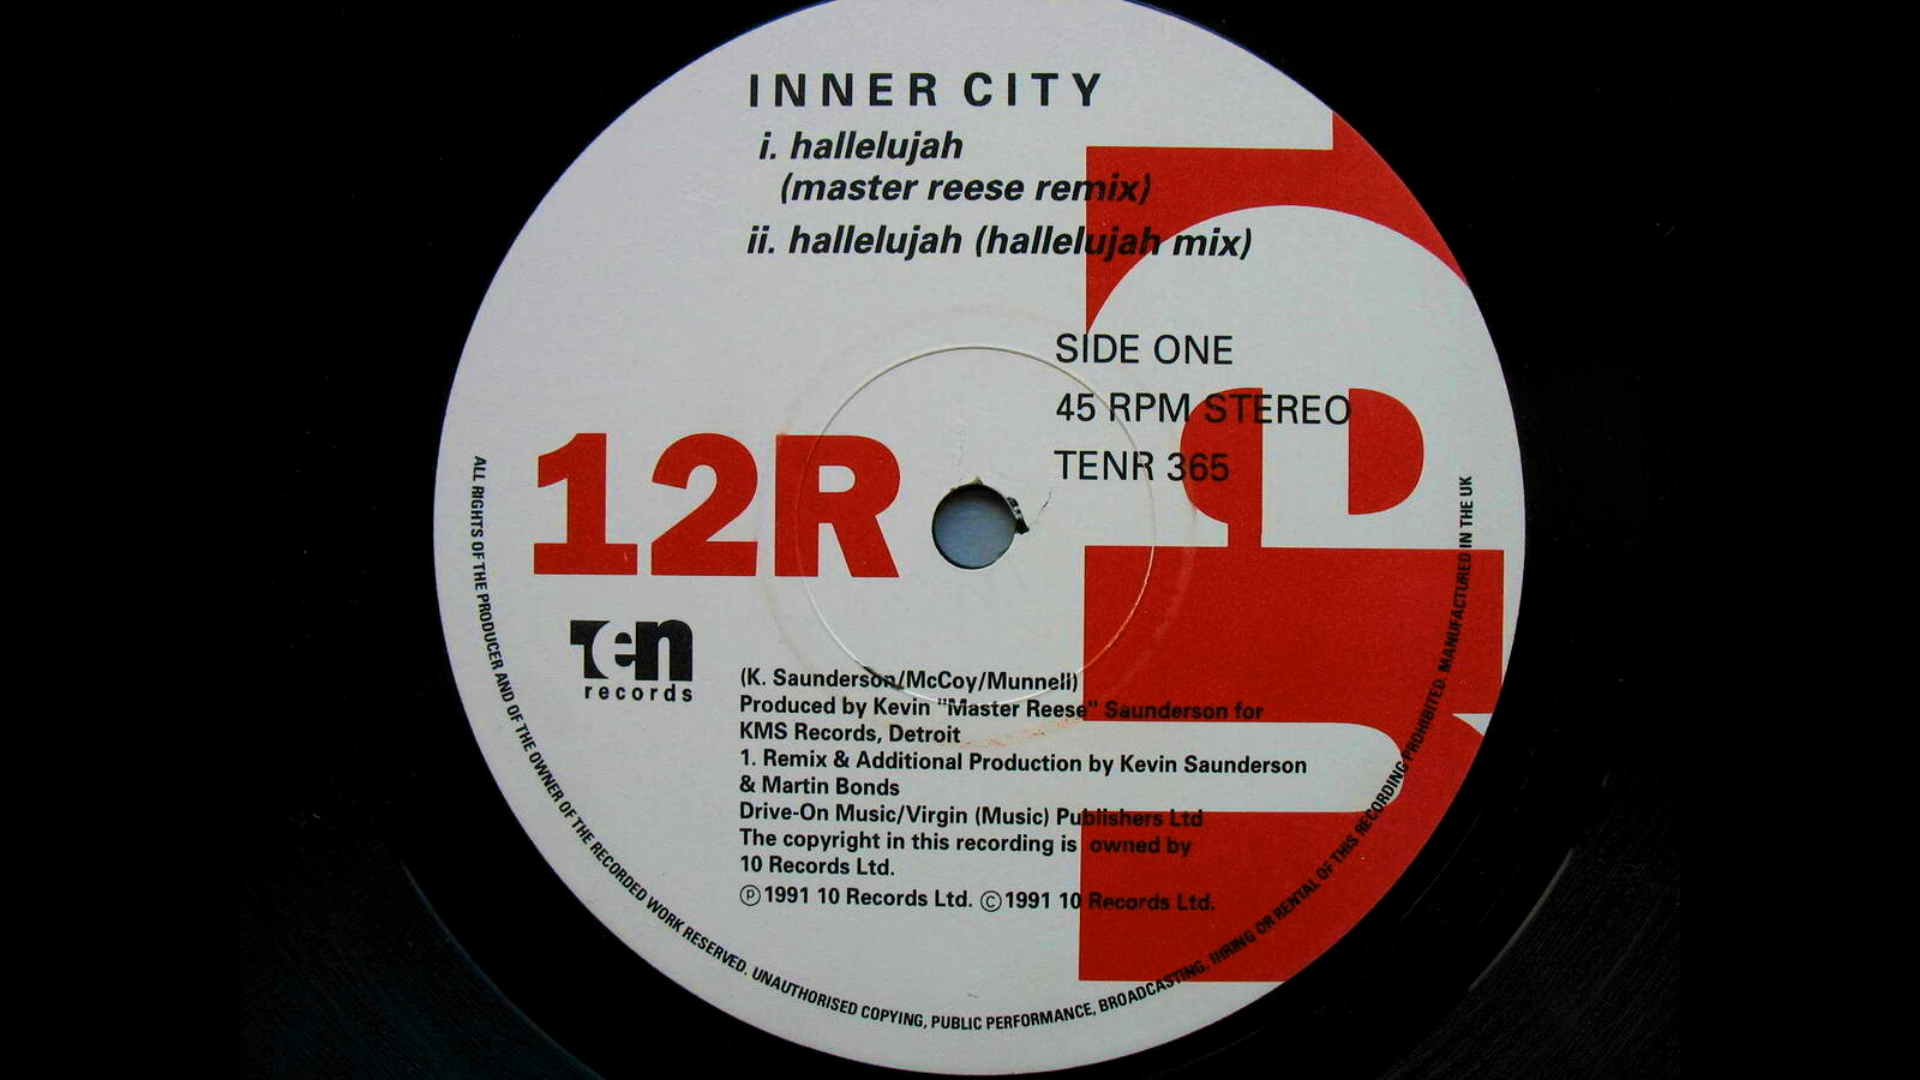 INNER CITY
i. hallelujah
(master reese remix)
ii. hallelujah (hallelujah mix)
SIDE ONE
45 RPM STEREO
TENR 365
12R
Ten
records
(K. Saunderson/McCoy/Munnell)
Produced by Kevin "Master Reese" Saunderson for
KMS Records, Detroit
1. Remix & Additional Production by Kevin Saunderson
& Martin Bonds
Drive-On Music/Virgin (Music) Publishers Ltd
The copyright in this recording is owned by
10 Records Ltd.
Ⓟ1991 10 Records Ltd. ©1991 10 Records Ltd.
ALL RIGHTS OF THE PRODUCER AND OF THE OWNER OF THE RECORDED WORK RESERVED. UNAUTHORISED COPYING, PUBLIC PERFORMANCE, BROADCASTING, HIRING OR RENTAL OF THIS RECORDING PROHIBITED. MANUFACTURED IN THE UK